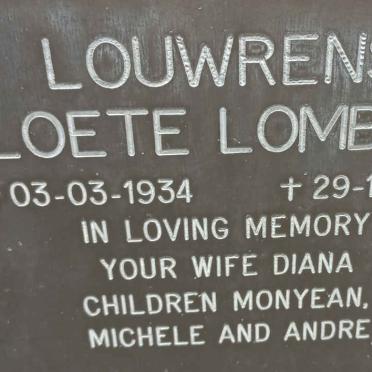 LOUWRENS
LOETE LOMB
03-03-1934 † 29-1
IN LOVING MEMORY
YOUR WIFE DIANA
CHILDREN MONYEAN,
MICHELE AND ANDRE,